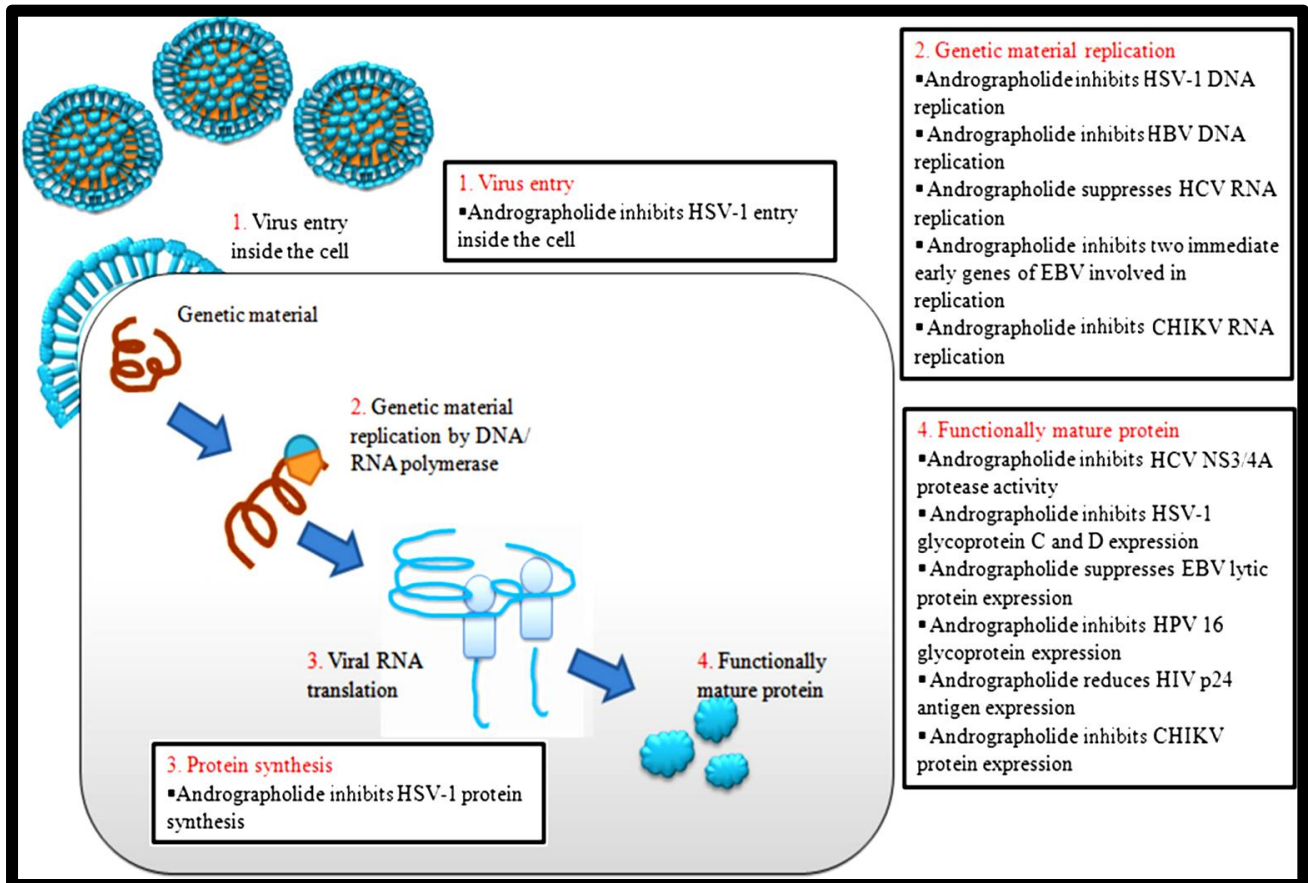 1. Virus entry
inside the cell
1. Virus entry
▪Andrographolide inhibits HSV-1 entry
inside the cell
Genetic material
2. Genetic material
replication by DNA/
RNA polymerase
3. Viral RNA
translation
4. Functionally
mature protein
3. Protein synthesis
▪Andrographolide inhibits HSV-1 protein
synthesis
2. Genetic material replication
▪Andrographolide inhibits HSV-1 DNA
replication
▪Andrographolide inhibits HBV DNA
replication
▪Andrographolide suppresses HCV RNA
replication
▪Andrographolide inhibits two immediate
early genes of EBV involved in
replication
▪Andrographolide inhibits CHIKV RNA
replication
4. Functionally mature protein
▪Andrographolide inhibits HCV NS3/4A
protease activity
▪Andrographolide inhibits HSV-1
glycoprotein C and D expression
▪Andrographolide suppresses EBV lytic
protein expression
▪Andrographolide inhibits HPV 16
glycoprotein expression
▪Andrographolide reduces HIV p24
antigen expression
▪Andrographolide inhibits CHIKV
protein expression